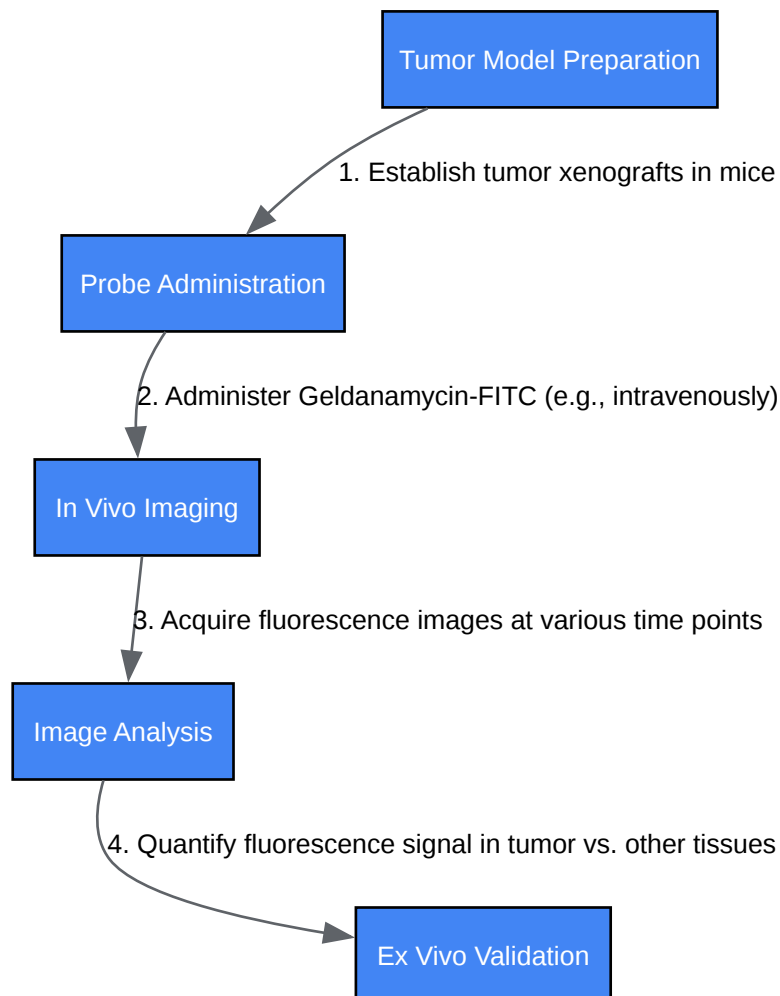 Tumor Model Preparation
1. Establish tumor xenografts in mice
Probe Administration
2. Administer Geldanamycin-FITC (e.g., intravenously)
In Vivo Imaging
3. Acquire fluorescence images at various time points
Image Analysis
4. Quantify fluorescence signal in tumor vs. other tissues
Ex Vivo Validation